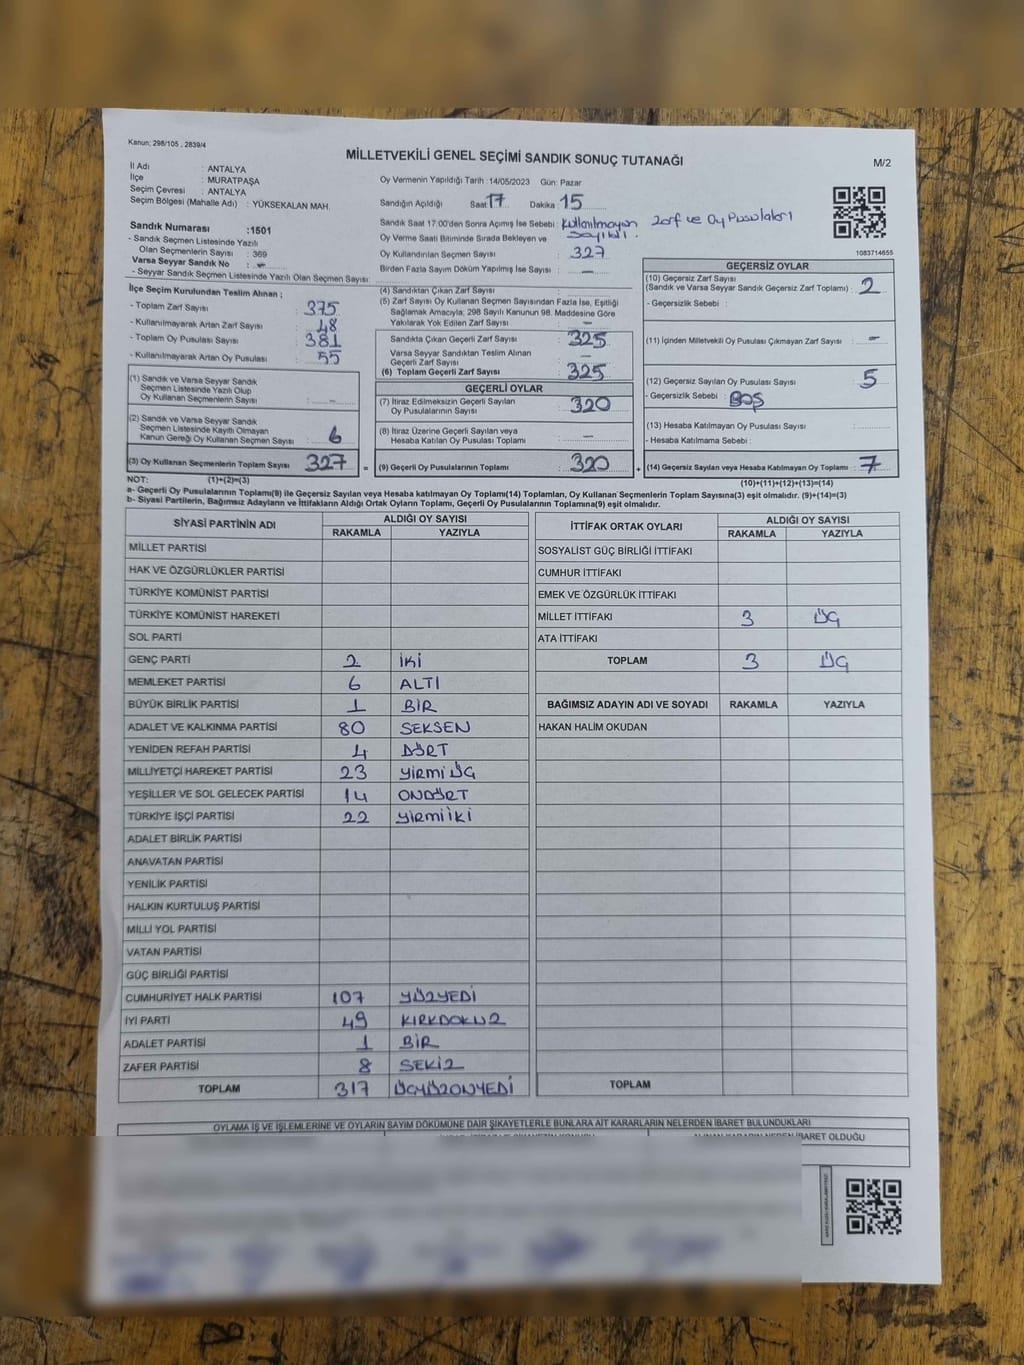 Kanun; 298/105 , 2839/4
MİLLETVEKİLİ GENEL SEÇİMİ SANDIK SONUÇ TUTANAĞI
M/2
İl Adı : ANTALYA
İlçe : MURATPAŞA
Seçim Çevresi : ANTALYA
Seçim Bölgesi (Mahalle Adı) : YÜKSEKALAN MAH.
Oy Vermenin Yapıldığı Tarih :14/05/2023 Gün: Pazar
Sandığın Açıldığı Saat 17 Dakika 15
Sandık Saat 17.00'den Sonra Açımış İse Sebebi : Kullanılmayan Zarf ve Oy Pusulaları
Sayıldı.
Oy Verme Saati Bitiminde Sırada Bekleyen ve
Oy Kullandırılan Seçmen Sayısı : 327
Birden Fazla Sayım Döküm Yapılmış İse Sayısı : —
1083714655
Sandık Numarası :1501
- Sandık Seçmen Listesinde Yazılı
Olan Seçmenlerin Sayısı : 369
Varsa Seyyar Sandık No : -
- Seyyar Sandık Seçmen Listesinde Yazılı Olan Seçmen Sayısı:
İlçe Seçim Kurulundan Teslim Alınan ;
- Toplam Zarf Sayısı : 375
- Kullanılmayarak Artan Zarf Sayısı : 48
- Toplam Oy Pusulası Sayısı : 381
- Kullanılmayarak Artan Oy Pusulası : 55
(1) Sandık ve Varsa Seyyar Sandık
Seçmen Listesinde Yazılı Olup
Oy Kullanan Seçmenlerin Sayısı : -
(2) Sandık ve Varsa Seyyar Sandık
Seçmen Listesinde Kayıtlı Olmayan
Kanun Gereği Oy Kullanan Seçmen Sayısı : 6
(3) Oy Kullanan Seçmenlerin Toplam Sayısı : 327
(4) Sandıktan Çıkan Zarf Sayısı :
(5) Zarf Sayısı Oy Kullanan Seçmen Sayısından Fazla İse, Eşitliği
Sağlamak Amacıyla; 298 Sayılı Kanunun 98. Maddesine Göre
Yakılarak Yok Edilen Zarf Sayısı : —
Sandıkta Çıkan Geçerli Zarf Sayısı : 325
Varsa Seyyar Sandıktan Teslim Alınan
Geçerli Zarf Sayısı : —
(6) Toplam Geçerli Zarf Sayısı : 325
GEÇERLİ OYLAR
(7) İtiraz Edilmeksizin Geçerli Sayılan
Oy Pusulalarının Sayısı : 320
(8) İtiraz Üzerine Geçerli Sayılan veya
Hesaba Katılan Oy Pusulası Toplamı : —
= (9) Geçerli Oy Pusulalarının Toplamı : 320 +
GEÇERSİZ OYLAR
(10) Geçersiz Zarf Sayısı
(Sandık ve Varsa Seyyar Sandık Geçersiz Zarf Toplamı) : 2
- Geçersizlik Sebebi :
(11) İçinden Milletvekili Oy Pusulası Çıkmayan Zarf Sayısı : -
(12) Geçersiz Sayılan Oy Pusulası Sayısı : 5
- Geçersizlik Sebebi : BOŞ
(13) Hesaba Katılmayan Oy Pusulası Sayısı :
- Hesaba Katılmama Sebebi :
(14) Geçersiz Sayılan veya Hesaba Katılmayan Oy Toplamı : 7
NOT: (1)+(2)=(3) (10)+(11)+(12)+(13)=(14)
a- Geçerli Oy Pusulalarının Toplamı(9) ile Geçersiz Sayılan veya Hesaba Katılmayan Oy Toplamı(14) Toplamları, Oy Kullanan Seçmenlerin Toplam Sayısına(3) eşit olmalıdır. (9)+(14)=(3)
b- Siyasi Partilerin, Bağımsız Adayların ve İttifakların Aldığı Ortak Oyların Toplamı, Geçerli Oy Pusulalarının Toplamına(9) eşit olmalıdır.
SİYASİ PARTİNİN ADI ALDIĞI OY SAYISI
RAKAMLA YAZIYLA
MİLLET PARTİSİ
HAK VE ÖZGÜRLÜKLER PARTİSİ
TÜRKİYE KOMÜNİST PARTİSİ
TÜRKİYE KOMÜNİST HAREKETİ
SOL PARTİ
GENÇ PARTİ 2 İKİ
MEMLEKET PARTİSİ 6 ALTI
BÜYÜK BİRLİK PARTİSİ 1 BİR
ADALET VE KALKINMA PARTİSİ 80 SEKSEN
YENİDEN REFAH PARTİSİ 4 DÖRT
MİLLİYETÇİ HAREKET PARTİSİ 23 YİRMİ ÜÇ
YEŞİLLER VE SOL GELECEK PARTİSİ 14 ONDÖRT
TÜRKİYE İŞÇİ PARTİSİ 22 YİRMİ İKİ
ADALET BİRLİK PARTİSİ
ANAVATAN PARTİSİ
YENİLİK PARTİSİ
HALKIN KURTULUŞ PARTİSİ
MİLLİ YOL PARTİSİ
VATAN PARTİSİ
GÜÇ BİRLİĞİ PARTİSİ
CUMHURİYET HALK PARTİSİ 107 YÜZYEDİ
İYİ PARTİ 49 KIRKDOKUZ
ADALET PARTİSİ 1 BİR
ZAFER PARTİSİ 8 SEKİZ
TOPLAM 317 ÜÇYÜZONYEDİ
İTTİFAK ORTAK OYLARI ALDIĞI OY SAYISI
RAKAMLA YAZIYLA
SOSYALİST GÜÇ BİRLİĞİ İTTİFAKI
CUMHUR İTTİFAKI
EMEK VE ÖZGÜRLÜK İTTİFAKI
MİLLET İTTİFAKI 3 ÜÇ
ATA İTTİFAKI
TOPLAM 3 ÜÇ
BAĞIMSIZ ADAYIN ADI VE SOYADI RAKAMLA YAZIYLA
HAKAN HALİM OKUDAN
TOPLAM
OYLAMA İŞ VE İŞLEMLERİNE VE OYLARIN SAYIM DÖKÜMÜNE DAİR ŞİKAYETLERLE BUNLARA AİT KARARLARIN NELERDEN İBARET BULUNDUKLARI
İBARET OLDUĞU